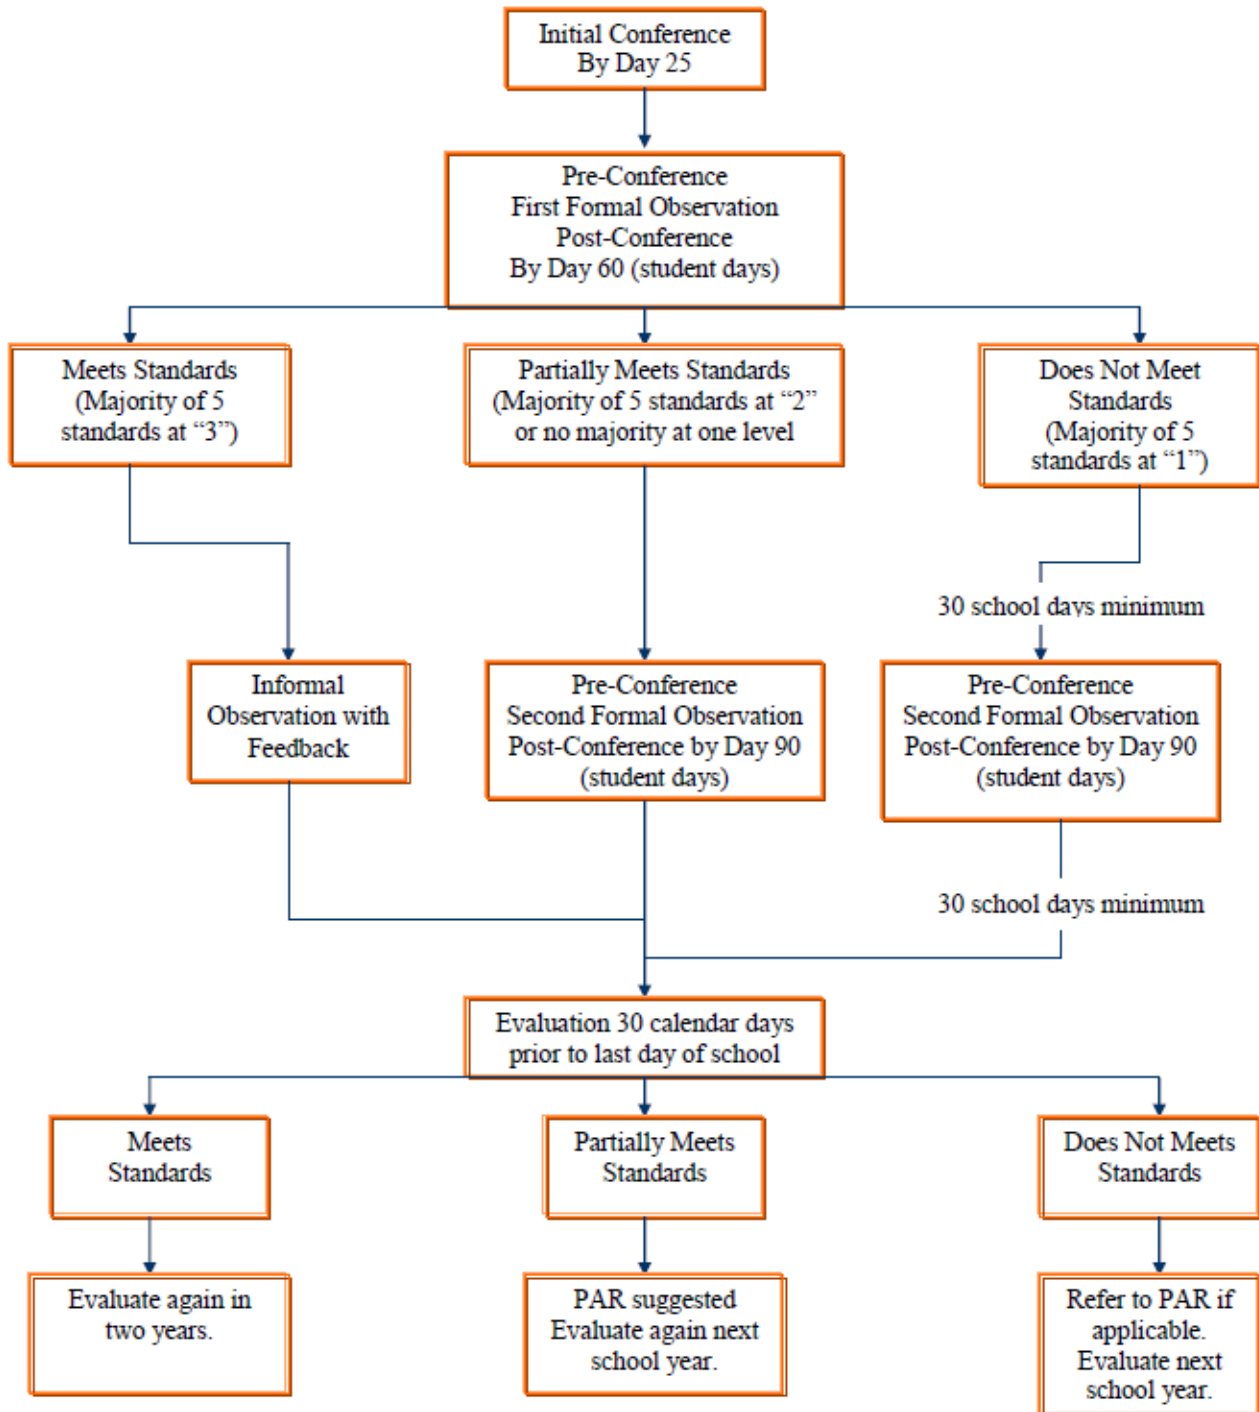 Initial Conference
By Day 25
Pre-Conference
First Formal Observation
Post-Conference
By Day 60 (student days)
Meets Standards
(Majority of 5
standards at “3”)
Partially Meets Standards
(Majority of 5 standards at “2”
or no majority at one level
Does Not Meet
Standards
(Majority of 5
standards at “1”)
30 school days minimum
Informal
Observation with
Feedback
Pre-Conference
Second Formal Observation
Post-Conference by Day 90
(student days)
Pre-Conference
Second Formal Observation
Post-Conference by Day 90
(student days)
30 school days minimum
Evaluation 30 calendar days
prior to last day of school
Meets
Standards
Partially Meets
Standards
Does Not Meets
Standards
Evaluate again in
two years.
PAR suggested
Evaluate again next
school year.
Refer to PAR if
applicable.
Evaluate next
school year.